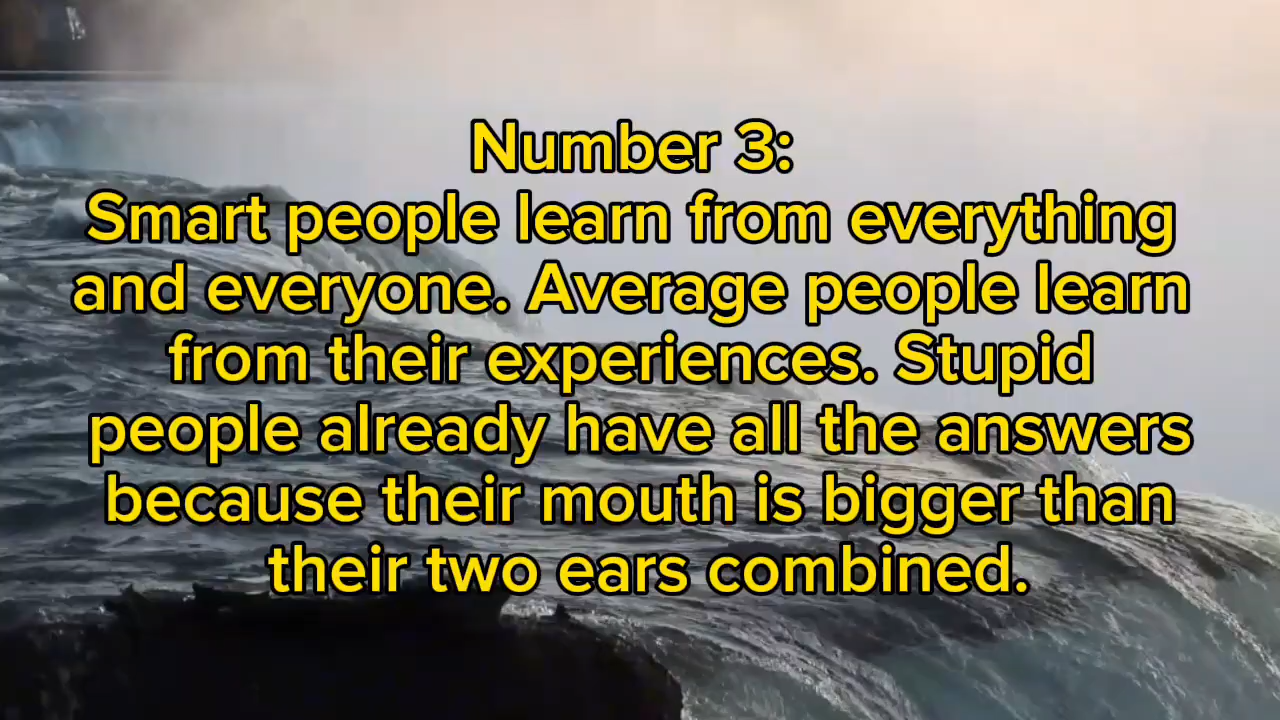 Number 3:
Smart people learn from everything
and everyone. Average people learn
from their experiences. Stupid
people already have all the answers
because their mouth is bigger than
their two ears combined.